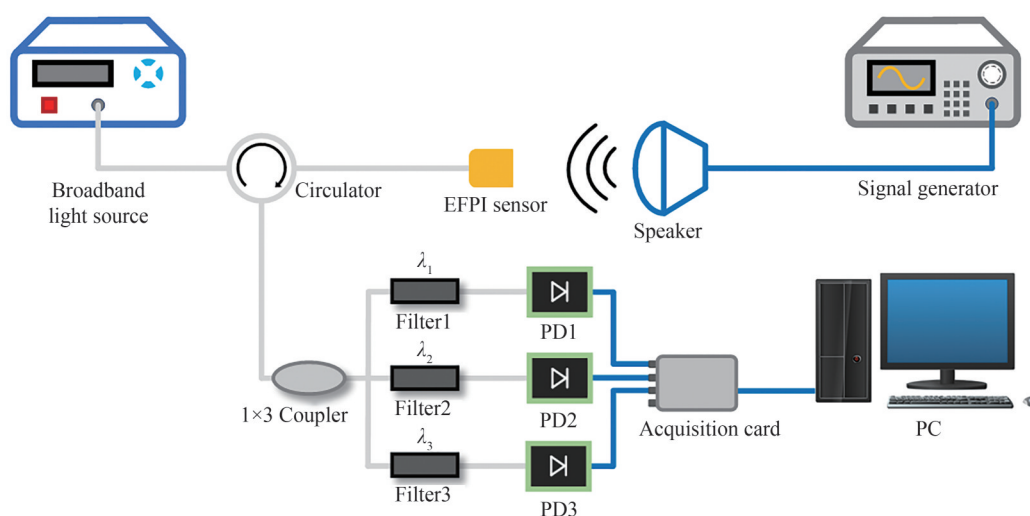 Broadband
light source
Circulator
EFPI sensor
Speaker
Signal generator
λ₁
Filter1
PD1
λ₂
Filter2
PD2
1×3 Coupler
λ₃
Filter3
PD3
Acquisition card
PC